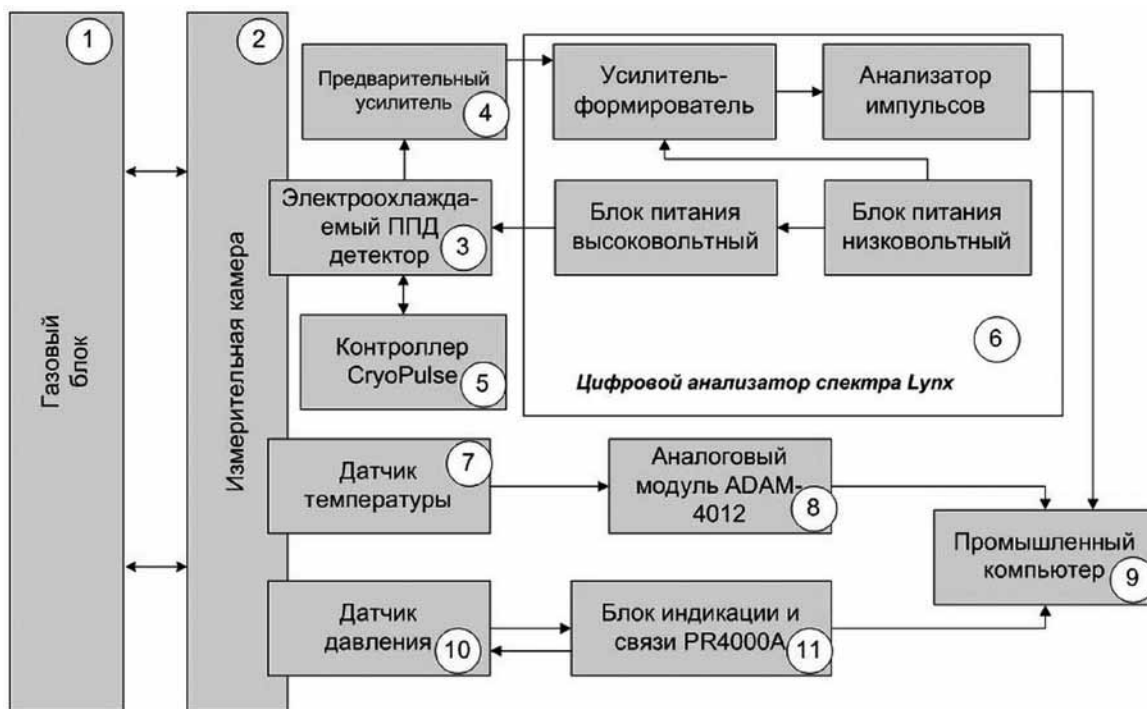 1
Газовый
блок
2
Измерительная камера
Предварительный
усилитель
4
Усилитель-
формирователь
Анализатор
импульсов
Электроохлажда-
емый ППД
детектор
3
Блок питания
высоковольтный
Блок питания
низковольтный
Контроллер
CryoPulse
5
6
Цифровой анализатор спектра Lynx
Датчик
температуры
7
Аналоговый
модуль ADAM-
4012
8
Промышленный
компьютер
9
Датчик
давления
10
Блок индикации и
связи PR4000A
11